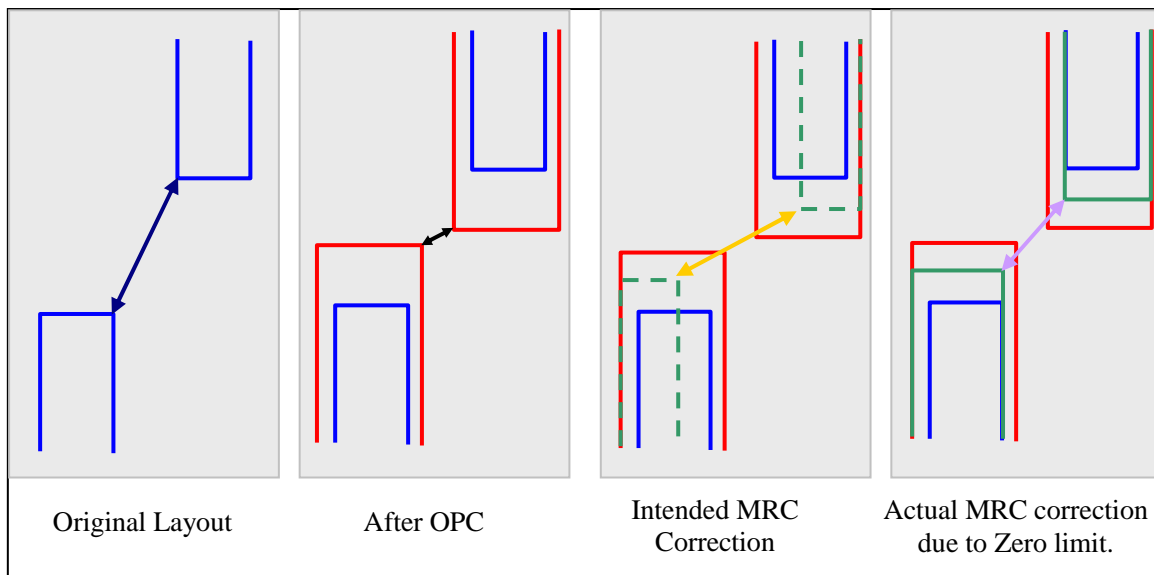 Original Layout
After OPC
Intended MRC
Correction
Actual MRC correction
due to Zero limit.